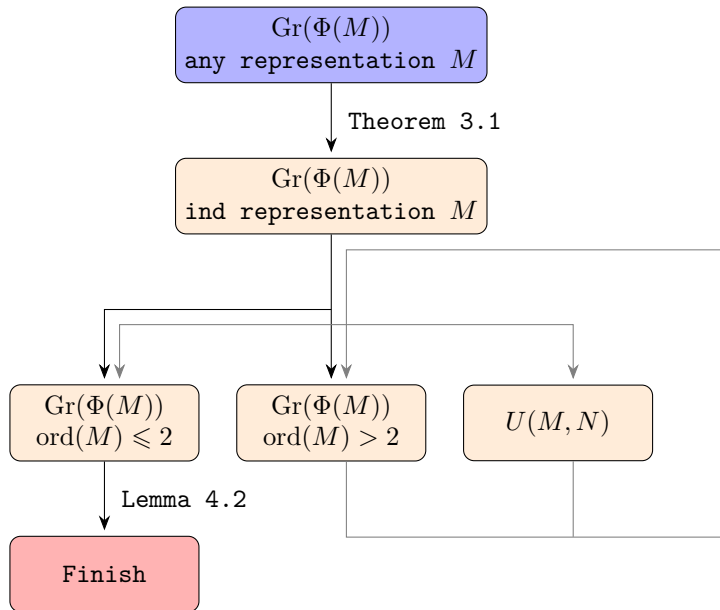 Gr(Φ(M))
any representation M
Theorem 3.1
Gr(Φ(M))
ind representation M
Gr(Φ(M))
ord(M) ⩽ 2
Gr(Φ(M))
ord(M) > 2
U(M, N)
Lemma 4.2
Finish